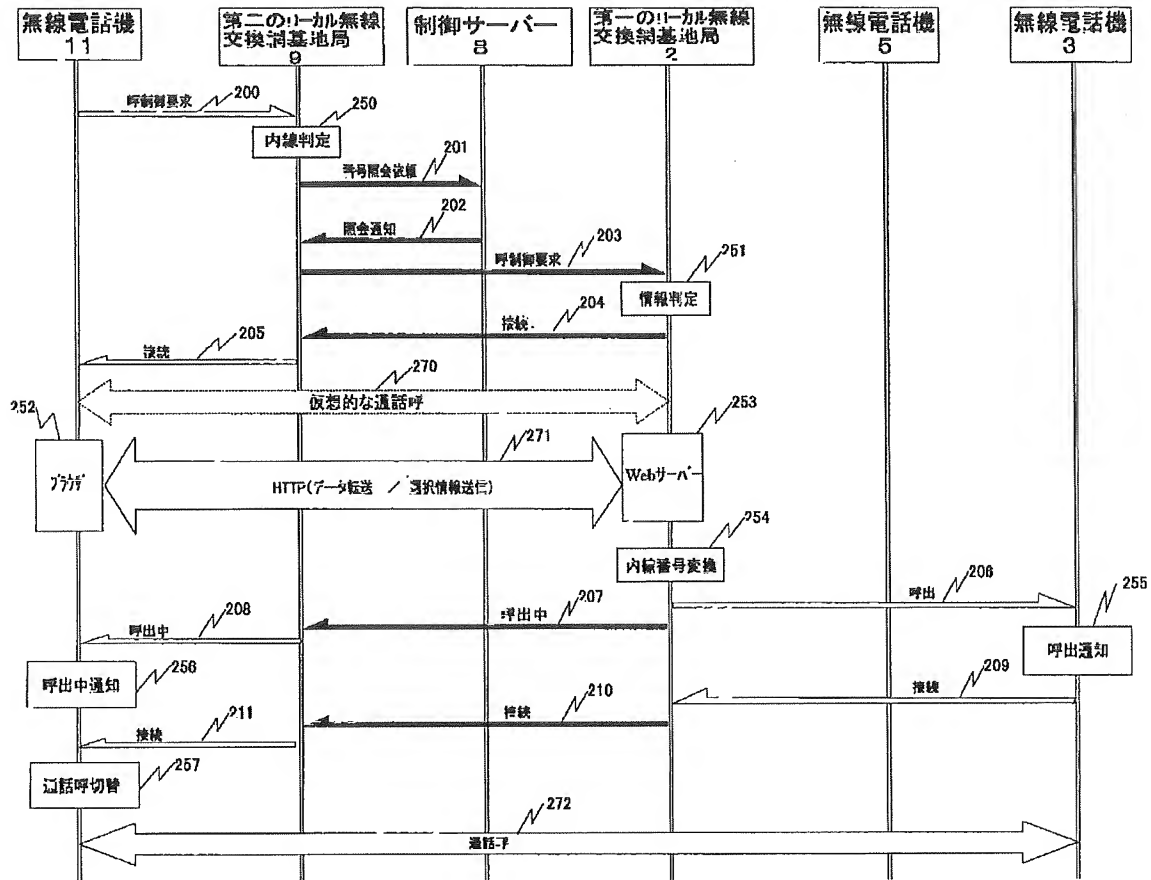 無線電話機
11
第二のローカル無線
交換網基地局
9
制御サーバー
8
第一のローカル無線
交換網基地局
2
無線電話機
5
無線電話機
3
呼制御要求
200
250
内線判定
201
番号照会依頼
202
照会通知
203
呼制御要求
251
情報判定
204
接続
205
接続
270
仮想的な通話呼
252
253
271
ブラウザ
HTTP(データ転送 / 選択情報送信)
Webサーバー
254
内線番号変換
206
呼出
255
207
呼出中
208
呼出中
呼出通知
256
呼出中通知
209
接続
210
接続
211
接続
257
通話呼切替
272
通話呼